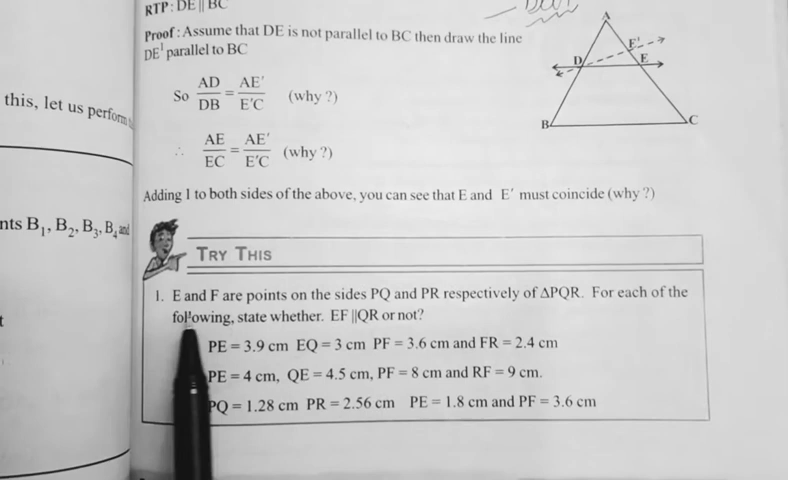 RTP: DE || BC
Proof : Assume that DE is not parallel to BC then draw the line
DE¹ parallel to BC
So AD/DB = AE′/E′C (why ?)
∴ AE/EC = AE′/E′C (why ?)
Adding 1 to both sides of the above, you can see that E and E′ must coincide (why ?)
A
E′
D
E
B
C
this, let us perform
nts B₁, B₂, B₃, B₄ and
TRY THIS
1. E and F are points on the sides PQ and PR respectively of ΔPQR. For each of the
following, state whether. EF || QR or not?
PE = 3.9 cm EQ = 3 cm PF = 3.6 cm and FR = 2.4 cm
PE = 4 cm, QE = 4.5 cm, PF = 8 cm and RF = 9 cm.
PQ = 1.28 cm PR = 2.56 cm PE = 1.8 cm and PF = 3.6 cm